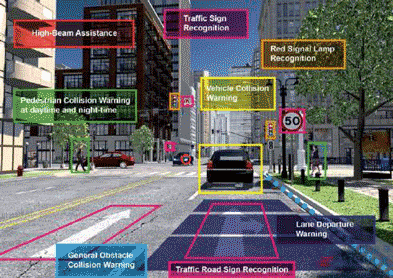 Traffic Sign
Recognition
High-Beam Assistance
Red Signal Lamp
Recognition
Vehicle Collision
Warning
Pedestrian Collision Warning
at daytime and night-time
50
Lane Departure
Warning
General Obstacle
Collision Warning
Traffic Road Sign Recognition